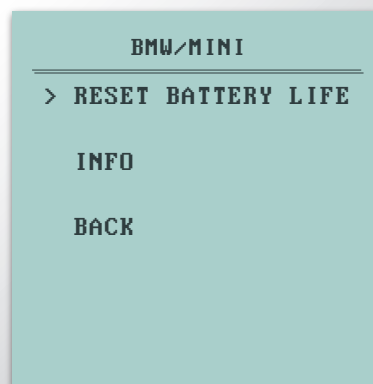 BMW/MINI
> RESET BATTERY LIFE
INFO
BACK